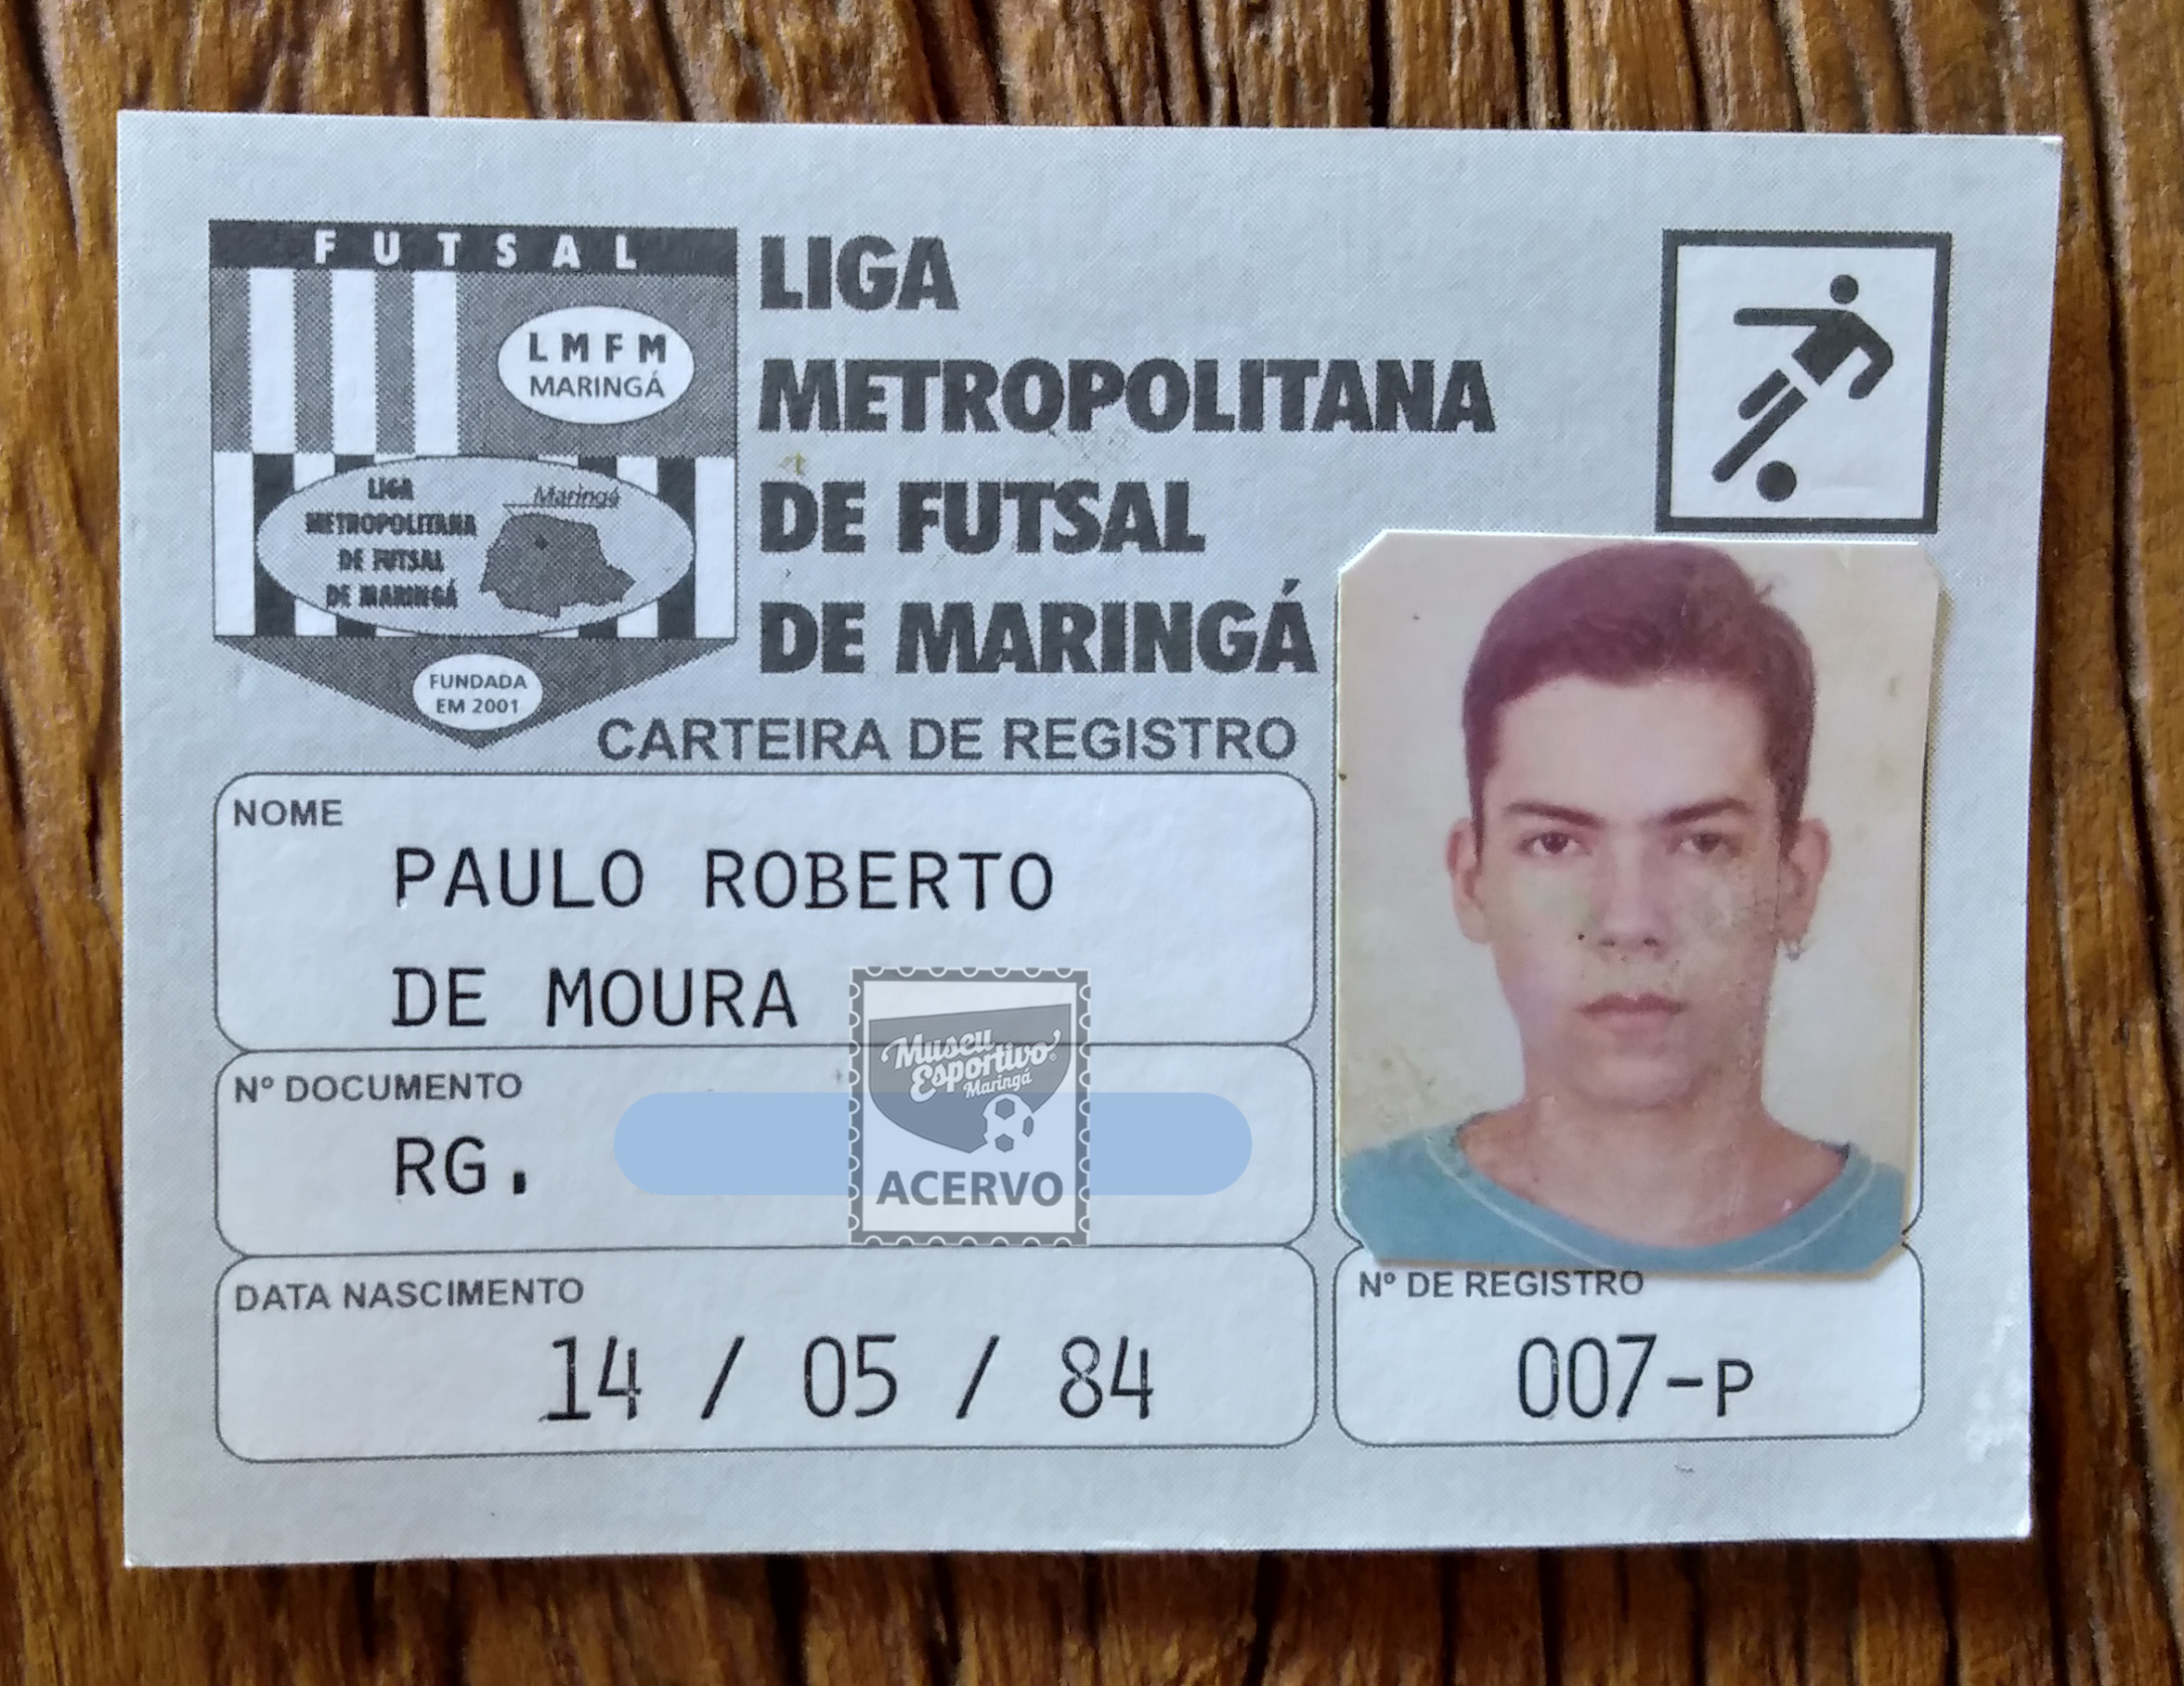 FUTSAL
LMFM
MARINGÁ
LIGA
METROPOLITANA
DE FUTSAL
DE MARINGÁ
Maringá
FUNDADA
EM 2001
LIGA
METROPOLITANA
DE FUTSAL
DE MARINGÁ
CARTEIRA DE REGISTRO
NOME
PAULO ROBERTO
DE MOURA
Nº DOCUMENTO
RG.
Museu
Esportivo®
Maringá
ACERVO
DATA NASCIMENTO
14 / 05 / 84
Nº DE REGISTRO
007-P